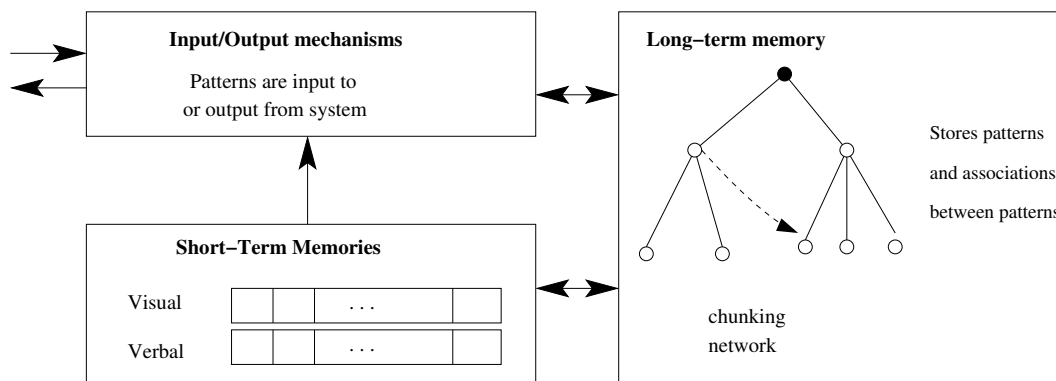 Input/Output mechanisms
Patterns are input to
or output from system
Short−Term Memories
Visual
. . .
Verbal
. . .
Long−term memory
Stores patterns
and associations
between patterns
chunking
network